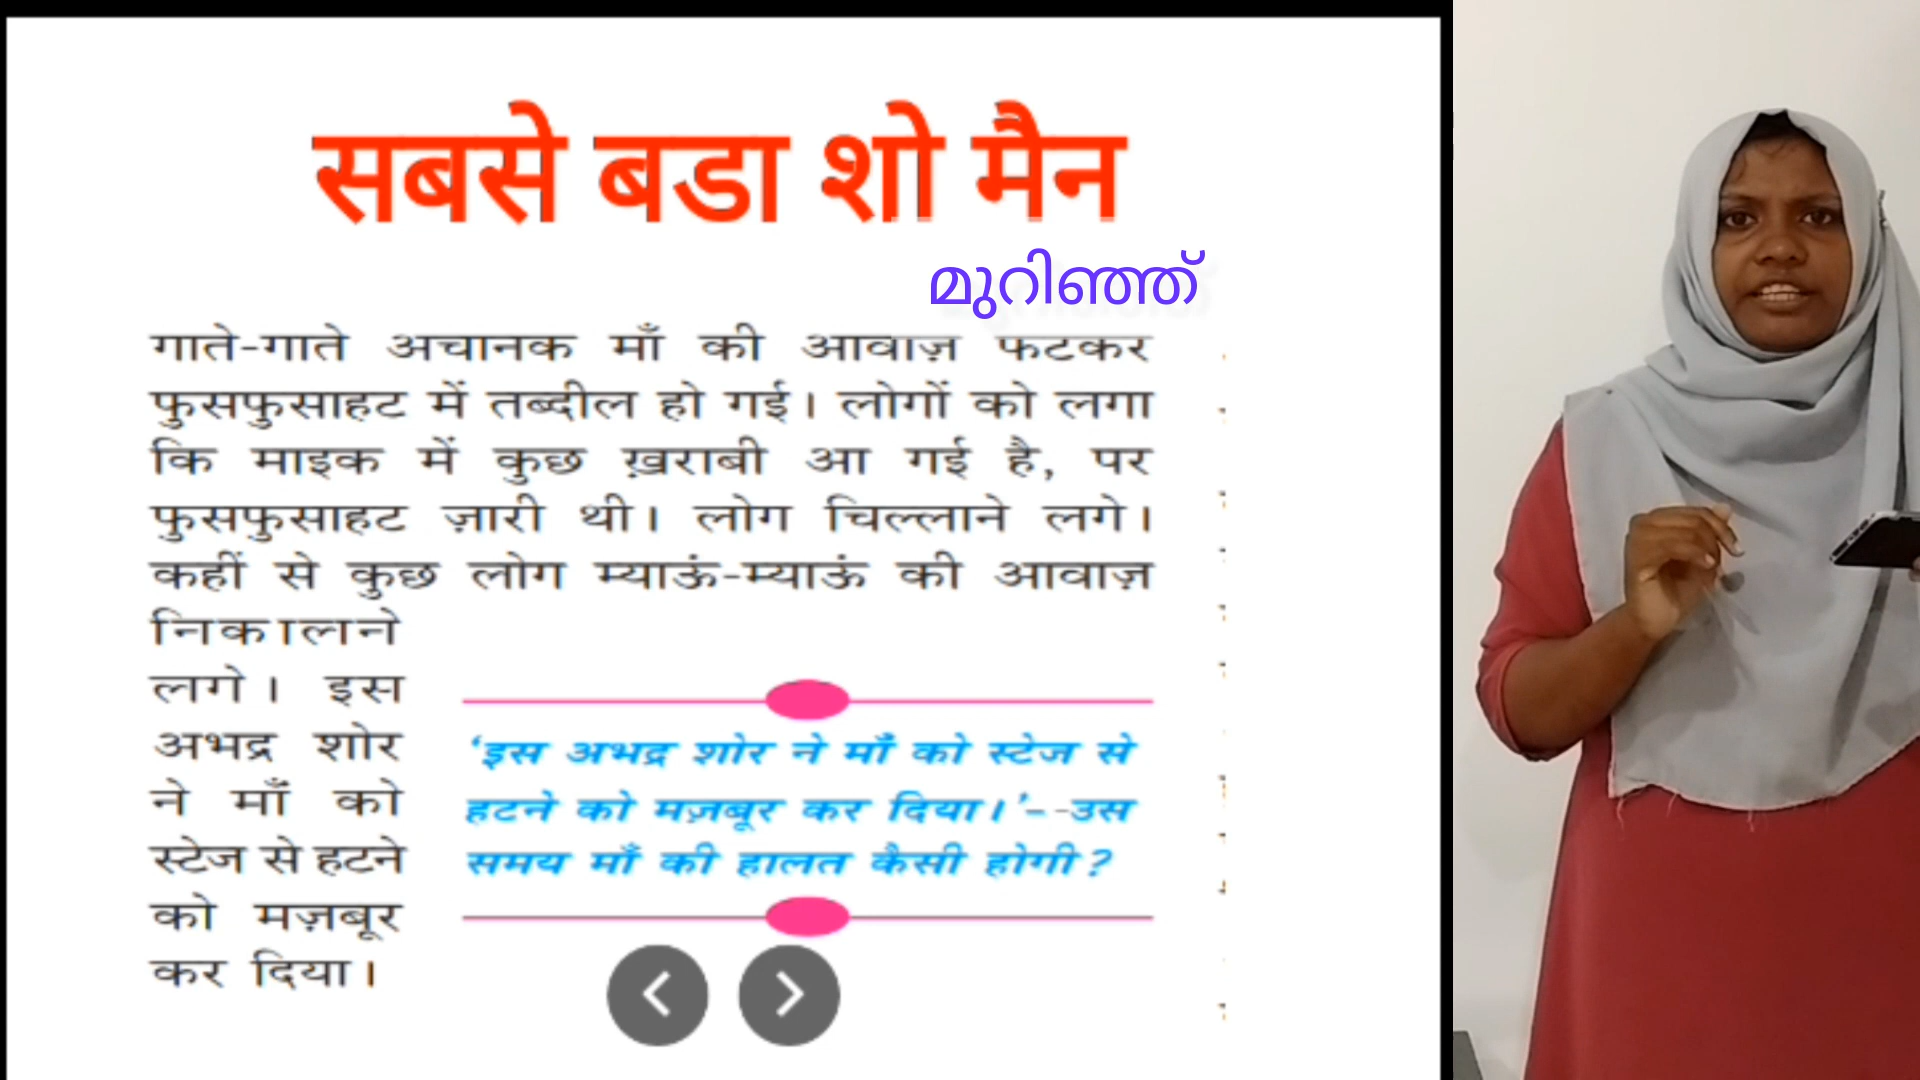 सबसे बडा शो मैन
മുറിഞ്ഞ്
गाते-गाते अचानक माँ की आवाज़ फटकर
फुसफुसाहट में तब्दील हो गई। लोगों को लगा
कि माइक में कुछ ख़राबी आ गई है, पर
फुसफुसाहट ज़ारी थी। लोग चिल्लाने लगे।
कहीं से कुछ लोग म्याऊं-म्याऊं की आवाज़
निकालने
लगे। इस
अभद्र शोर
ने माँ को
स्टेज से हटने
को मज़बूर
कर दिया।
‘इस अभद्र शोर ने माँ को स्टेज से
हटने को मज़बूर कर दिया।’- -उस
समय माँ की हालत कैसी होगी?